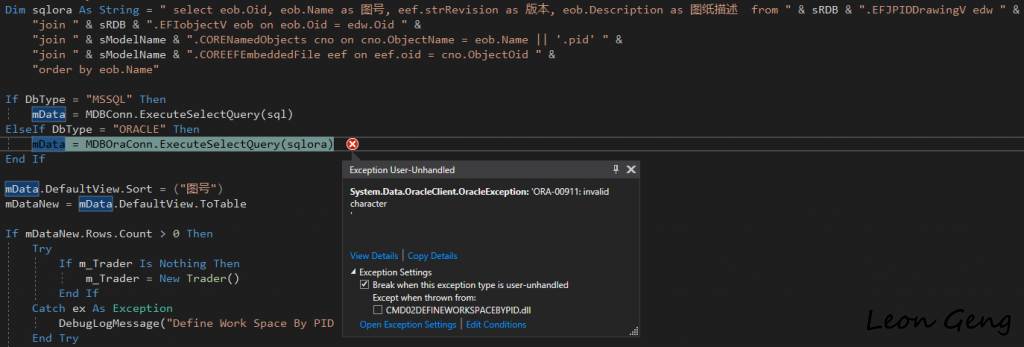 Dim sqlora As String = " select eob.Oid, eob.Name as 图号, eef.strRevision as 版本, eob.Description as 图纸描述  from " & sRDB & ".EFJPIDDrawingV edw " &
"join " & sRDB & ".EFIobjectV eob on eob.Oid = edw.Oid " &
"join " & sModelName & ".CORENamedObjects cno on cno.ObjectName = eob.Name || '.pid' " &
"join " & sModelName & ".COREEFEmbeddedFile eef on eef.oid = cno.ObjectOid " &
"order by eob.Name"
If DbType = "MSSQL" Then
mData = MDBConn.ExecuteSelectQuery(sql)
ElseIf DbType = "ORACLE" Then
mData = MDBOraConn.ExecuteSelectQuery(sqlora)
End If
Exception User-Unhandled
System.Data.OracleClient.OracleException: 'ORA-00911: invalid
character
'
View Details | Copy Details
Exception Settings
Break when this exception type is user-unhandled
Except when thrown from:
CMD02DEFINEWORKSPACEBYPID.dll
Open Exception Settings | Edit Conditions
mData.DefaultView.Sort = ("图号")
mDataNew = mData.DefaultView.ToTable
If mDataNew.Rows.Count > 0 Then
Try
If m_Trader Is Nothing Then
m_Trader = New Trader()
End If
Catch ex As Exception
DebugLogMessage("Define Work Space By PID
End Try
Leon Geng